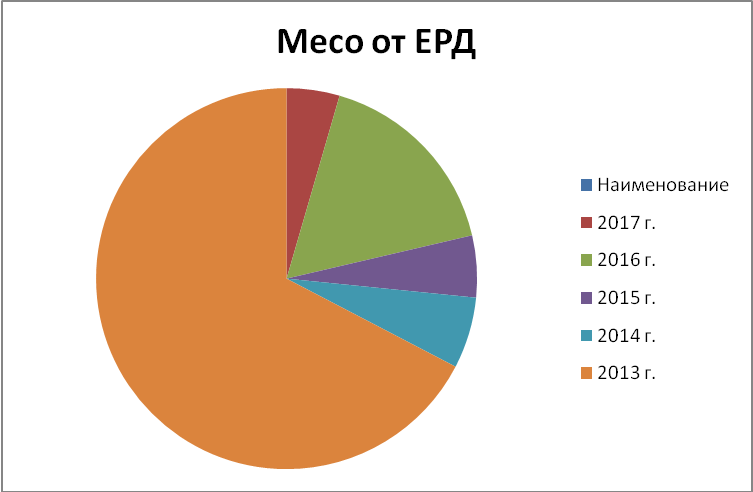 Месо от ЕРД
Наименование
2017 г.
2016 г.
2015 г.
2014 г.
2013 г.